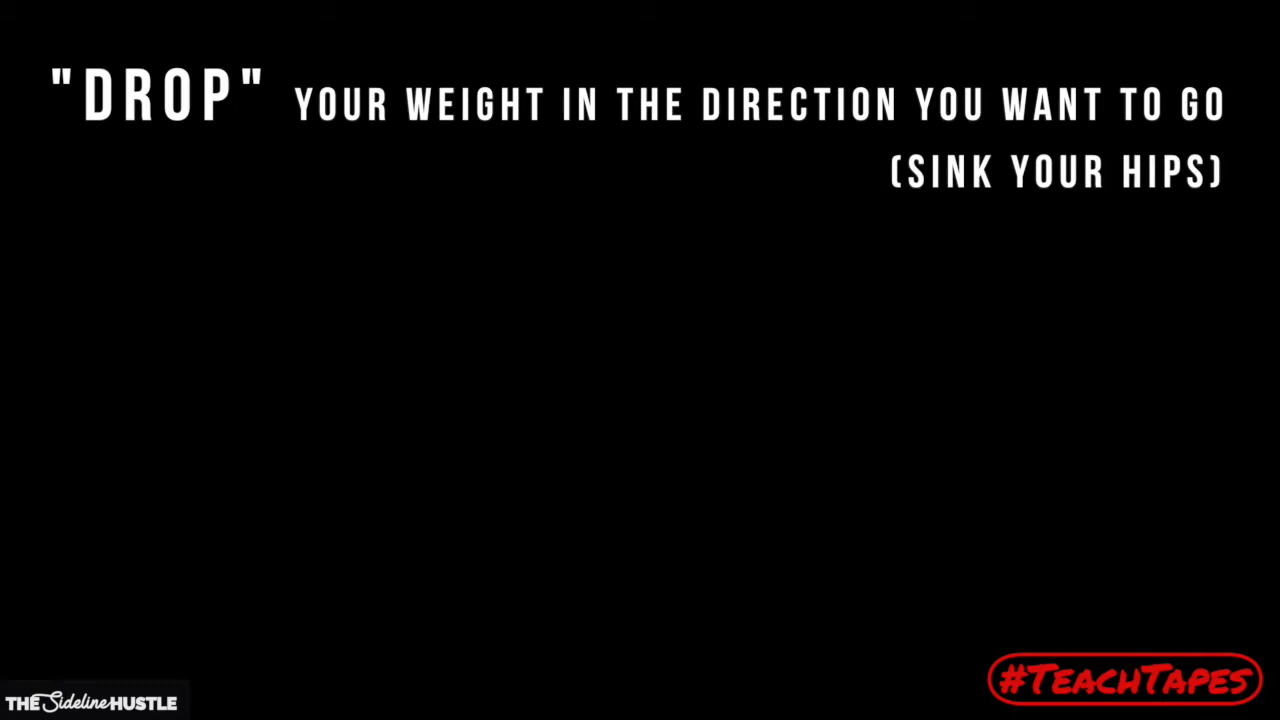 "DROP" YOUR WEIGHT IN THE DIRECTION YOU WANT TO GO
(SINK YOUR HIPS)
#TEACHTAPES
THE Sideline HUSTLE